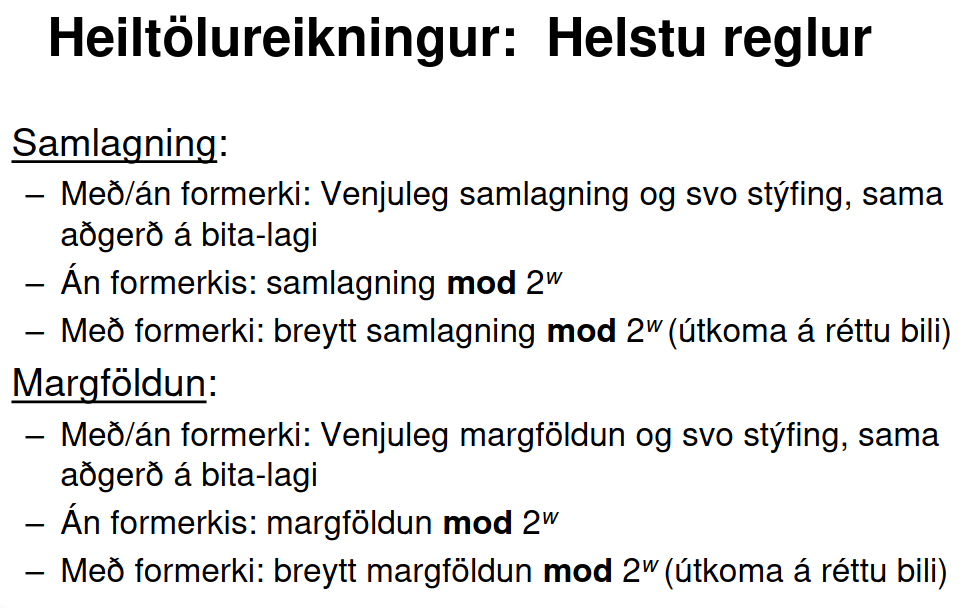 Heiltölureikningur: Helstu reglur
Samlagning:
– Með/án formerki: Venjuleg samlagning og svo stýfing, sama
aðgerð á bita-lagi
– Án formerkis: samlagning mod 2ʷ
– Með formerki: breytt samlagning mod 2ʷ (útkoma á réttu bili)
Margföldun:
– Með/án formerki: Venjuleg margföldun og svo stýfing, sama
aðgerð á bita-lagi
– Án formerkis: margföldun mod 2ʷ
– Með formerki: breytt margföldun mod 2ʷ (útkoma á réttu bili)